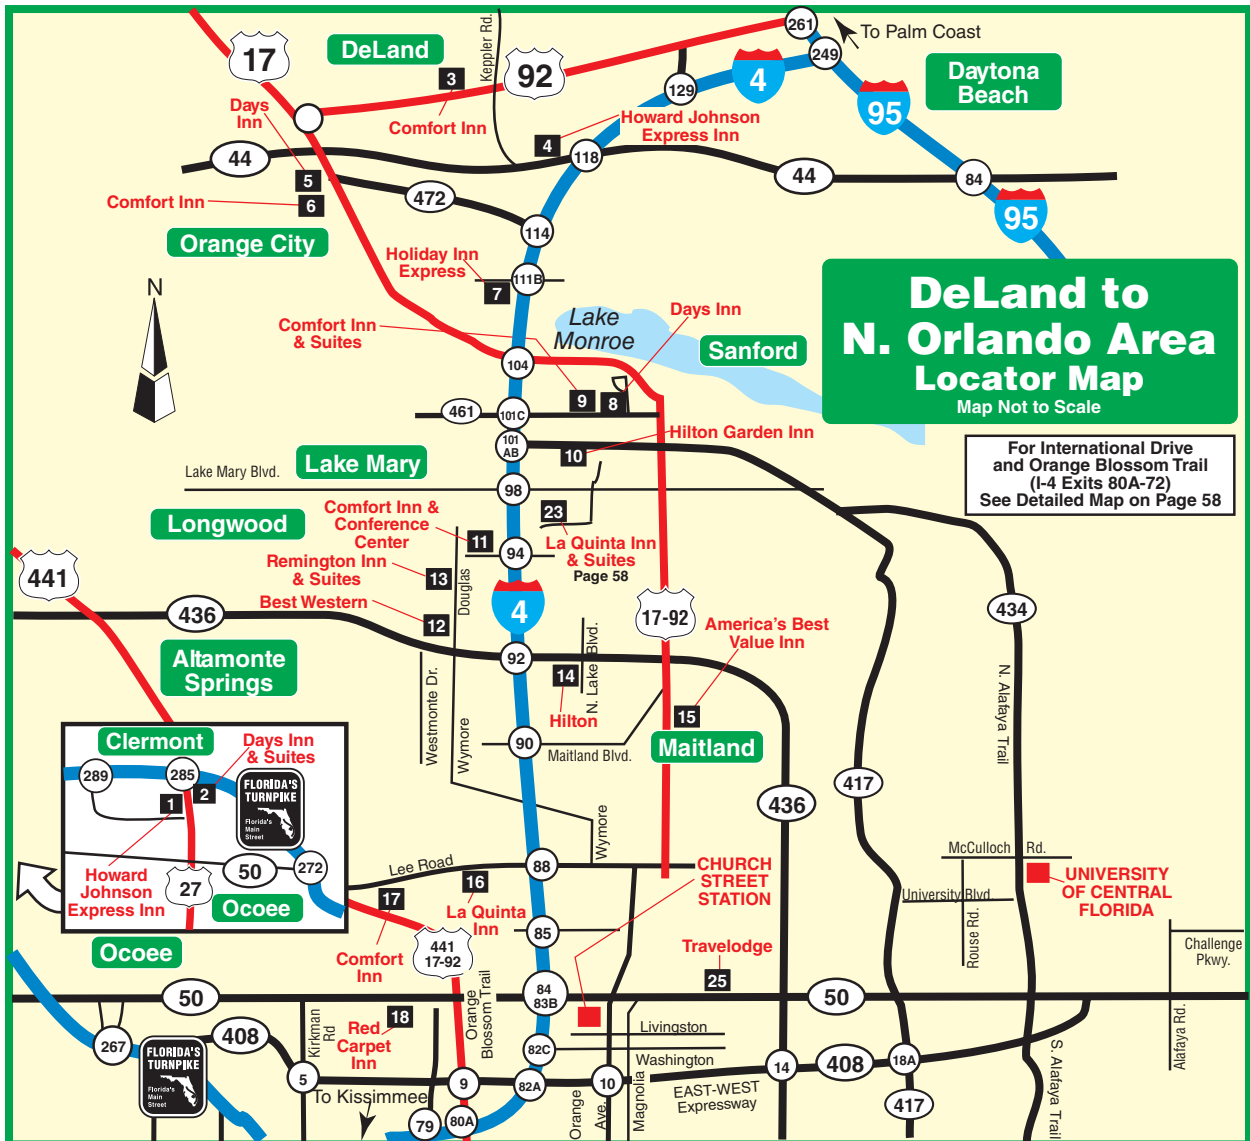 261
To Palm Coast
17
DeLand
Keppler Rd.
92
249
4
Daytona
Beach
3
129
95
Days
Inn
Comfort Inn
Howard Johnson
Express Inn
4
118
44
44
84
5
472
Comfort Inn
6
95
114
Orange City
Holiday Inn
Express
111B
7
N
DeLand to
N. Orlando Area
Locator Map
Map Not to Scale
Lake
Monroe
Days Inn
Comfort Inn
& Suites
Sanford
104
9
8
461
101C
101
AB
Hilton Garden Inn
10
For International Drive
and Orange Blossom Trail
(I-4 Exits 80A-72)
See Detailed Map on Page 58
Lake Mary
Lake Mary Blvd.
98
Longwood
Comfort Inn &
Conference
Center
23
11
La Quinta Inn
& Suites
Page 58
94
441
Remington Inn
& Suites
13
Douglas
4
Best Western
436
12
17-92
434
America's Best
Value Inn
Altamonte
Springs
92
N. Lake Blvd.
14
Hilton
15
N. Alafaya Trail
Westmonte Dr.
Wymore
90
Maitland Blvd.
Maitland
Clermont
Days Inn
& Suites
289
285
FLORIDA'S
TURNPIKE
Florida's
Main
Street
2
1
417
436
Wymore
McCulloch Rd.
Howard
Johnson
Express Inn
50
272
27
Ocoee
Lee Road
88
CHURCH
STREET
STATION
UNIVERSITY
OF CENTRAL
FLORIDA
16
17
La Quinta
Inn
University Blvd.
Rouse Rd.
85
Ocoee
441
17-92
Comfort
Inn
Travelodge
25
Challenge
Pkwy.
84
83B
50
50
Orange
Blossom Trail
18
Red
Carpet
Inn
Kirkman
Rd
Livingston
408
267
FLORIDA'S
TURNPIKE
Florida's
Main
Street
82C
Washington
Alafaya Rd.
S. Alafaya Trail
5
9
82A
10
14
408
18A
EAST-WEST
Expressway
To Kissimmee
79
80A
Orange
Ave.
Magnolia
417